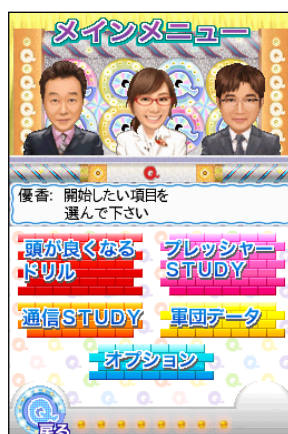 メインメニュー
Q
優香: 開始したい項目を
選んで下さい
頭が良くなる
ドリル
プレッシャー
STUDY
通信STUDY
軍団データ
オプション
Q
戻る